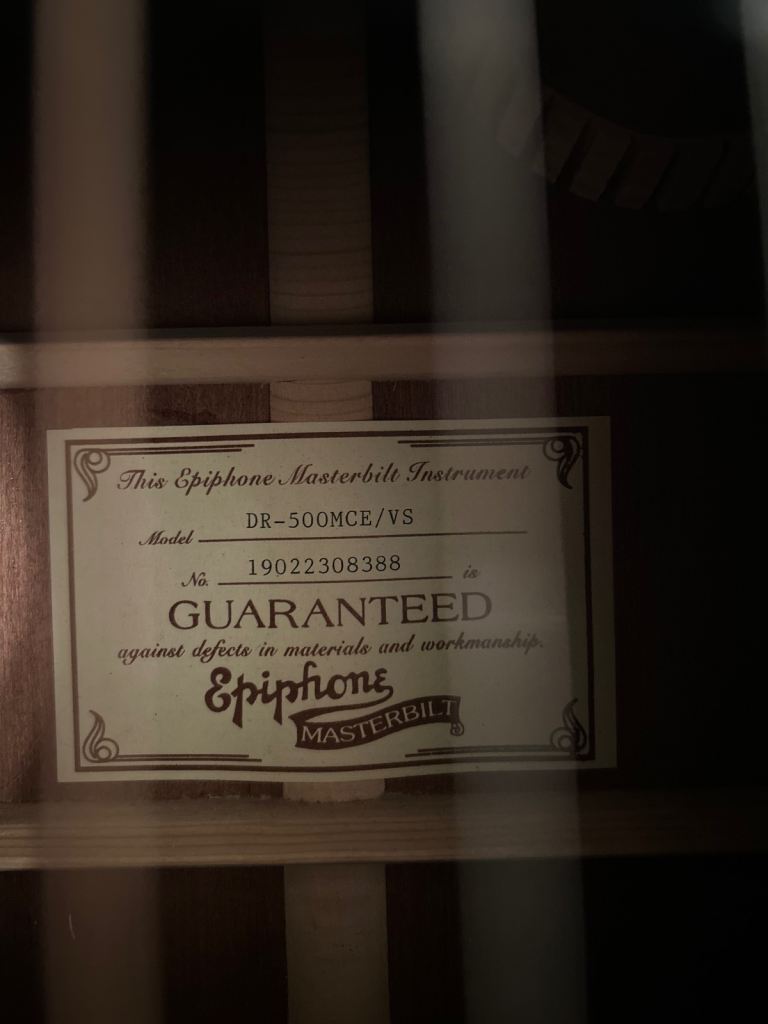 This Epiphone Masterbilt Instrument
Model DR-500MCE/VS
No. 19022308388 is
GUARANTEED
against defects in materials and workmanship.
Epiphone
MASTERBILT